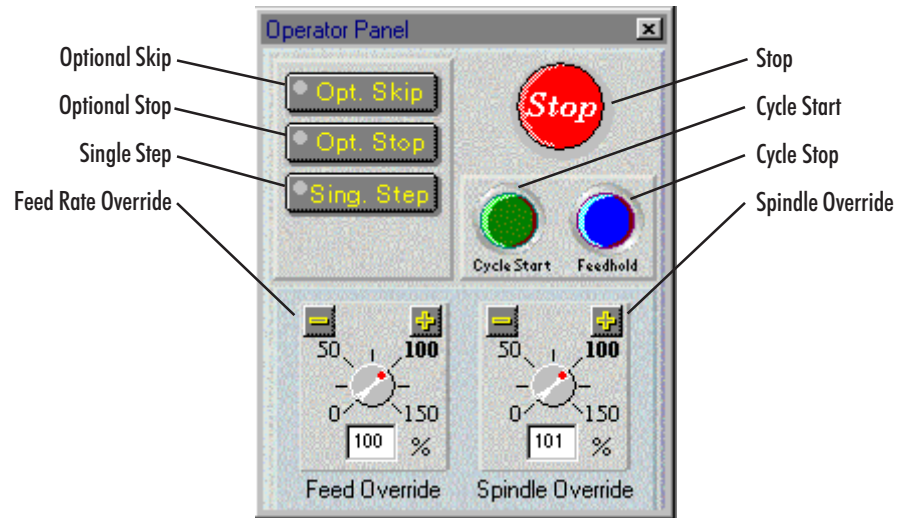 Operator Panel
Optional Skip
Optional Stop
Single Step
Feed Rate Override
Opt. Skip
Opt. Stop
Sing. Step
Stop
Cycle Start
Feedhold
Stop
Cycle Start
Cycle Stop
Spindle Override
50
100
0
150
100
%
Feed Override
50
100
0
150
101
%
Spindle Override